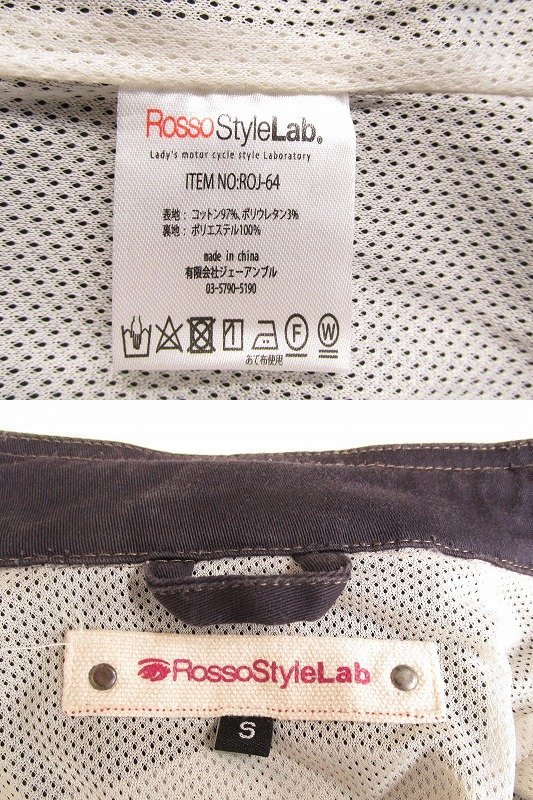 RossoStyleLab®
Lady's motor cycle style Laboratory
ITEM NO:ROJ-64
表地： コットン97%、ポリウレタン3%
裏地： ポリエステル100%
made in china
有限会社ジェーアンブル
03-5790-5190
F W
あて布使用
RossoStyleLab
S